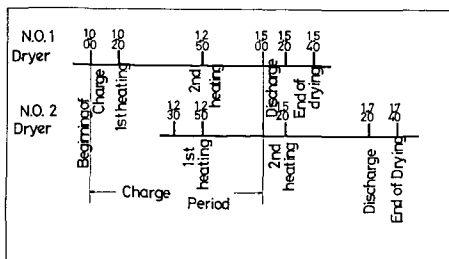 N.O.1
Dryer
10 00
10 20
12 50
15 00
15 20
15 40
Beginning of
Charge
1st heating
2nd heating
Discharge
End of drying
N.O. 2
Dryer
12 30
12 50
15 20
17 20
17 40
1st heating
2nd heating
Discharge
End of Drying
Charge
Period